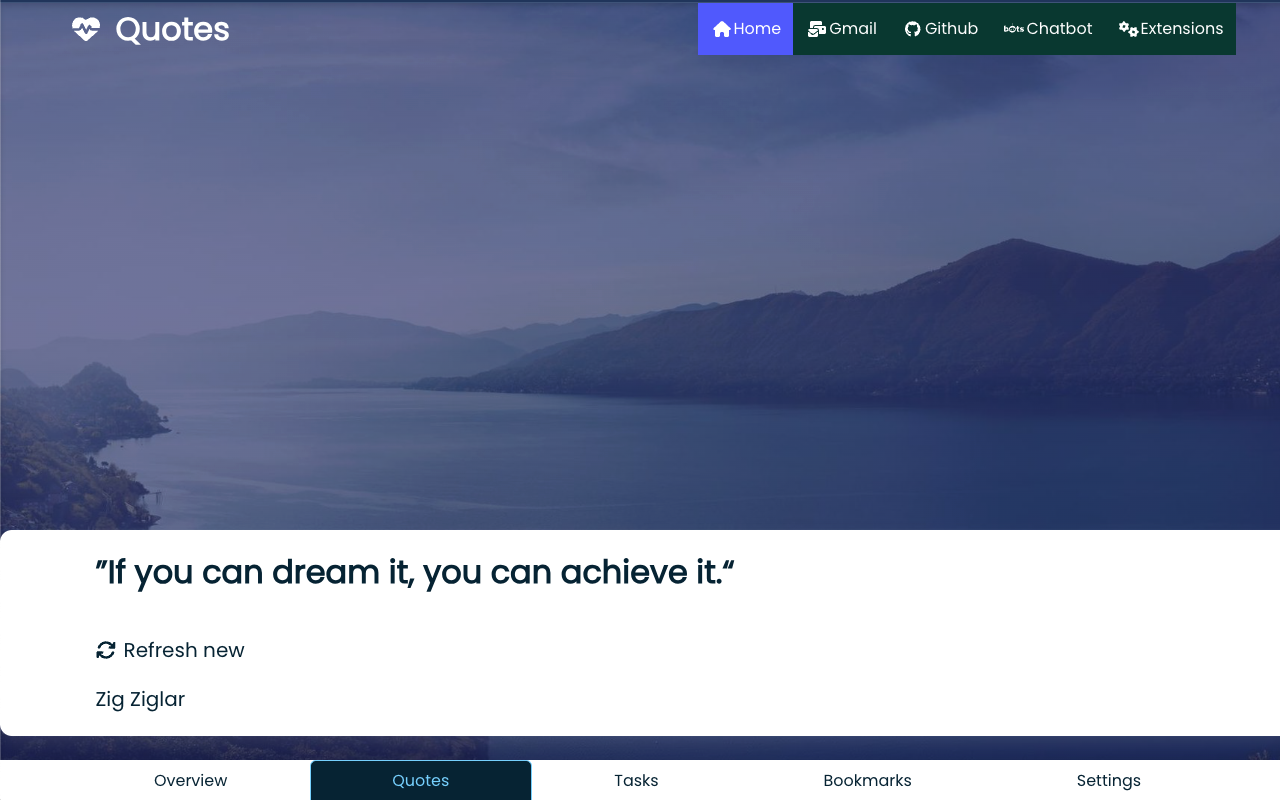 Quotes
Home Gmail Github Chatbot Extensions
”If you can dream it, you can achieve it.“
Refresh new
Zig Ziglar
Overview Quotes Tasks Bookmarks Settings